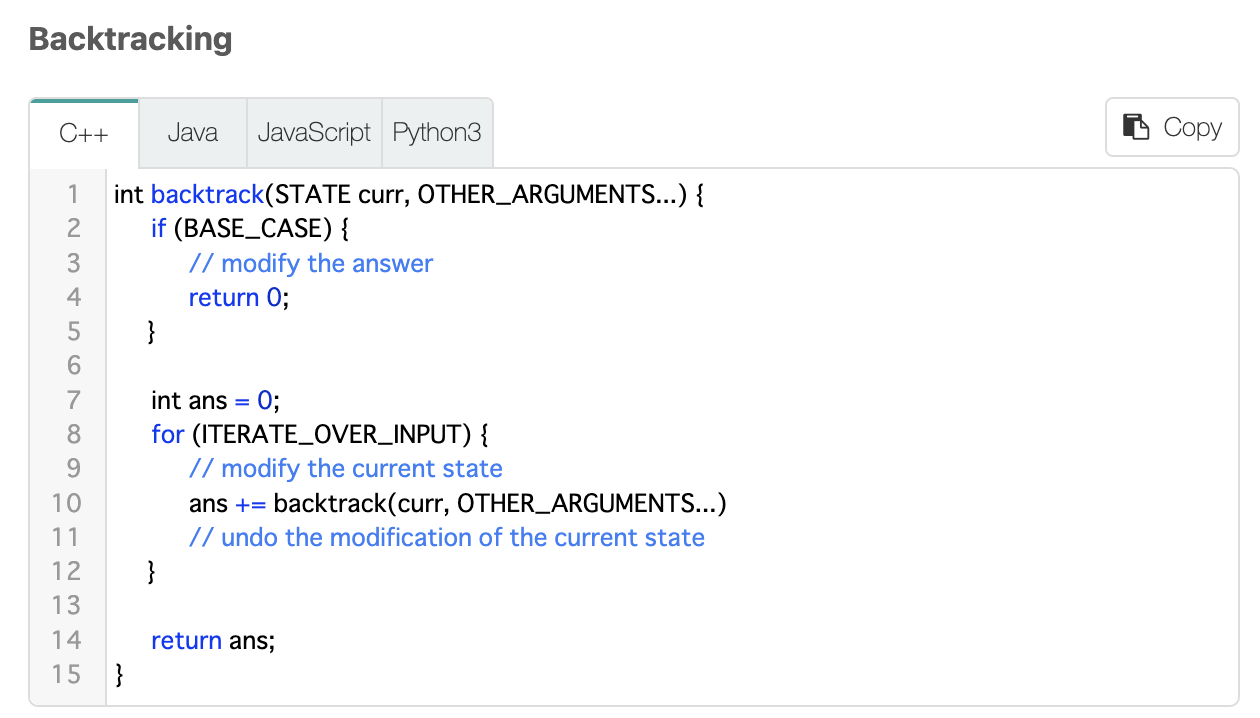 Backtracking
C++ Java JavaScript Python3 Copy
1 int backtrack(STATE curr, OTHER_ARGUMENTS...) {
2 if (BASE_CASE) {
3 // modify the answer
4 return 0;
5 }
6
7 int ans = 0;
8 for (ITERATE_OVER_INPUT) {
9 // modify the current state
10 ans += backtrack(curr, OTHER_ARGUMENTS...)
11 // undo the modification of the current state
12 }
13
14 return ans;
15 }